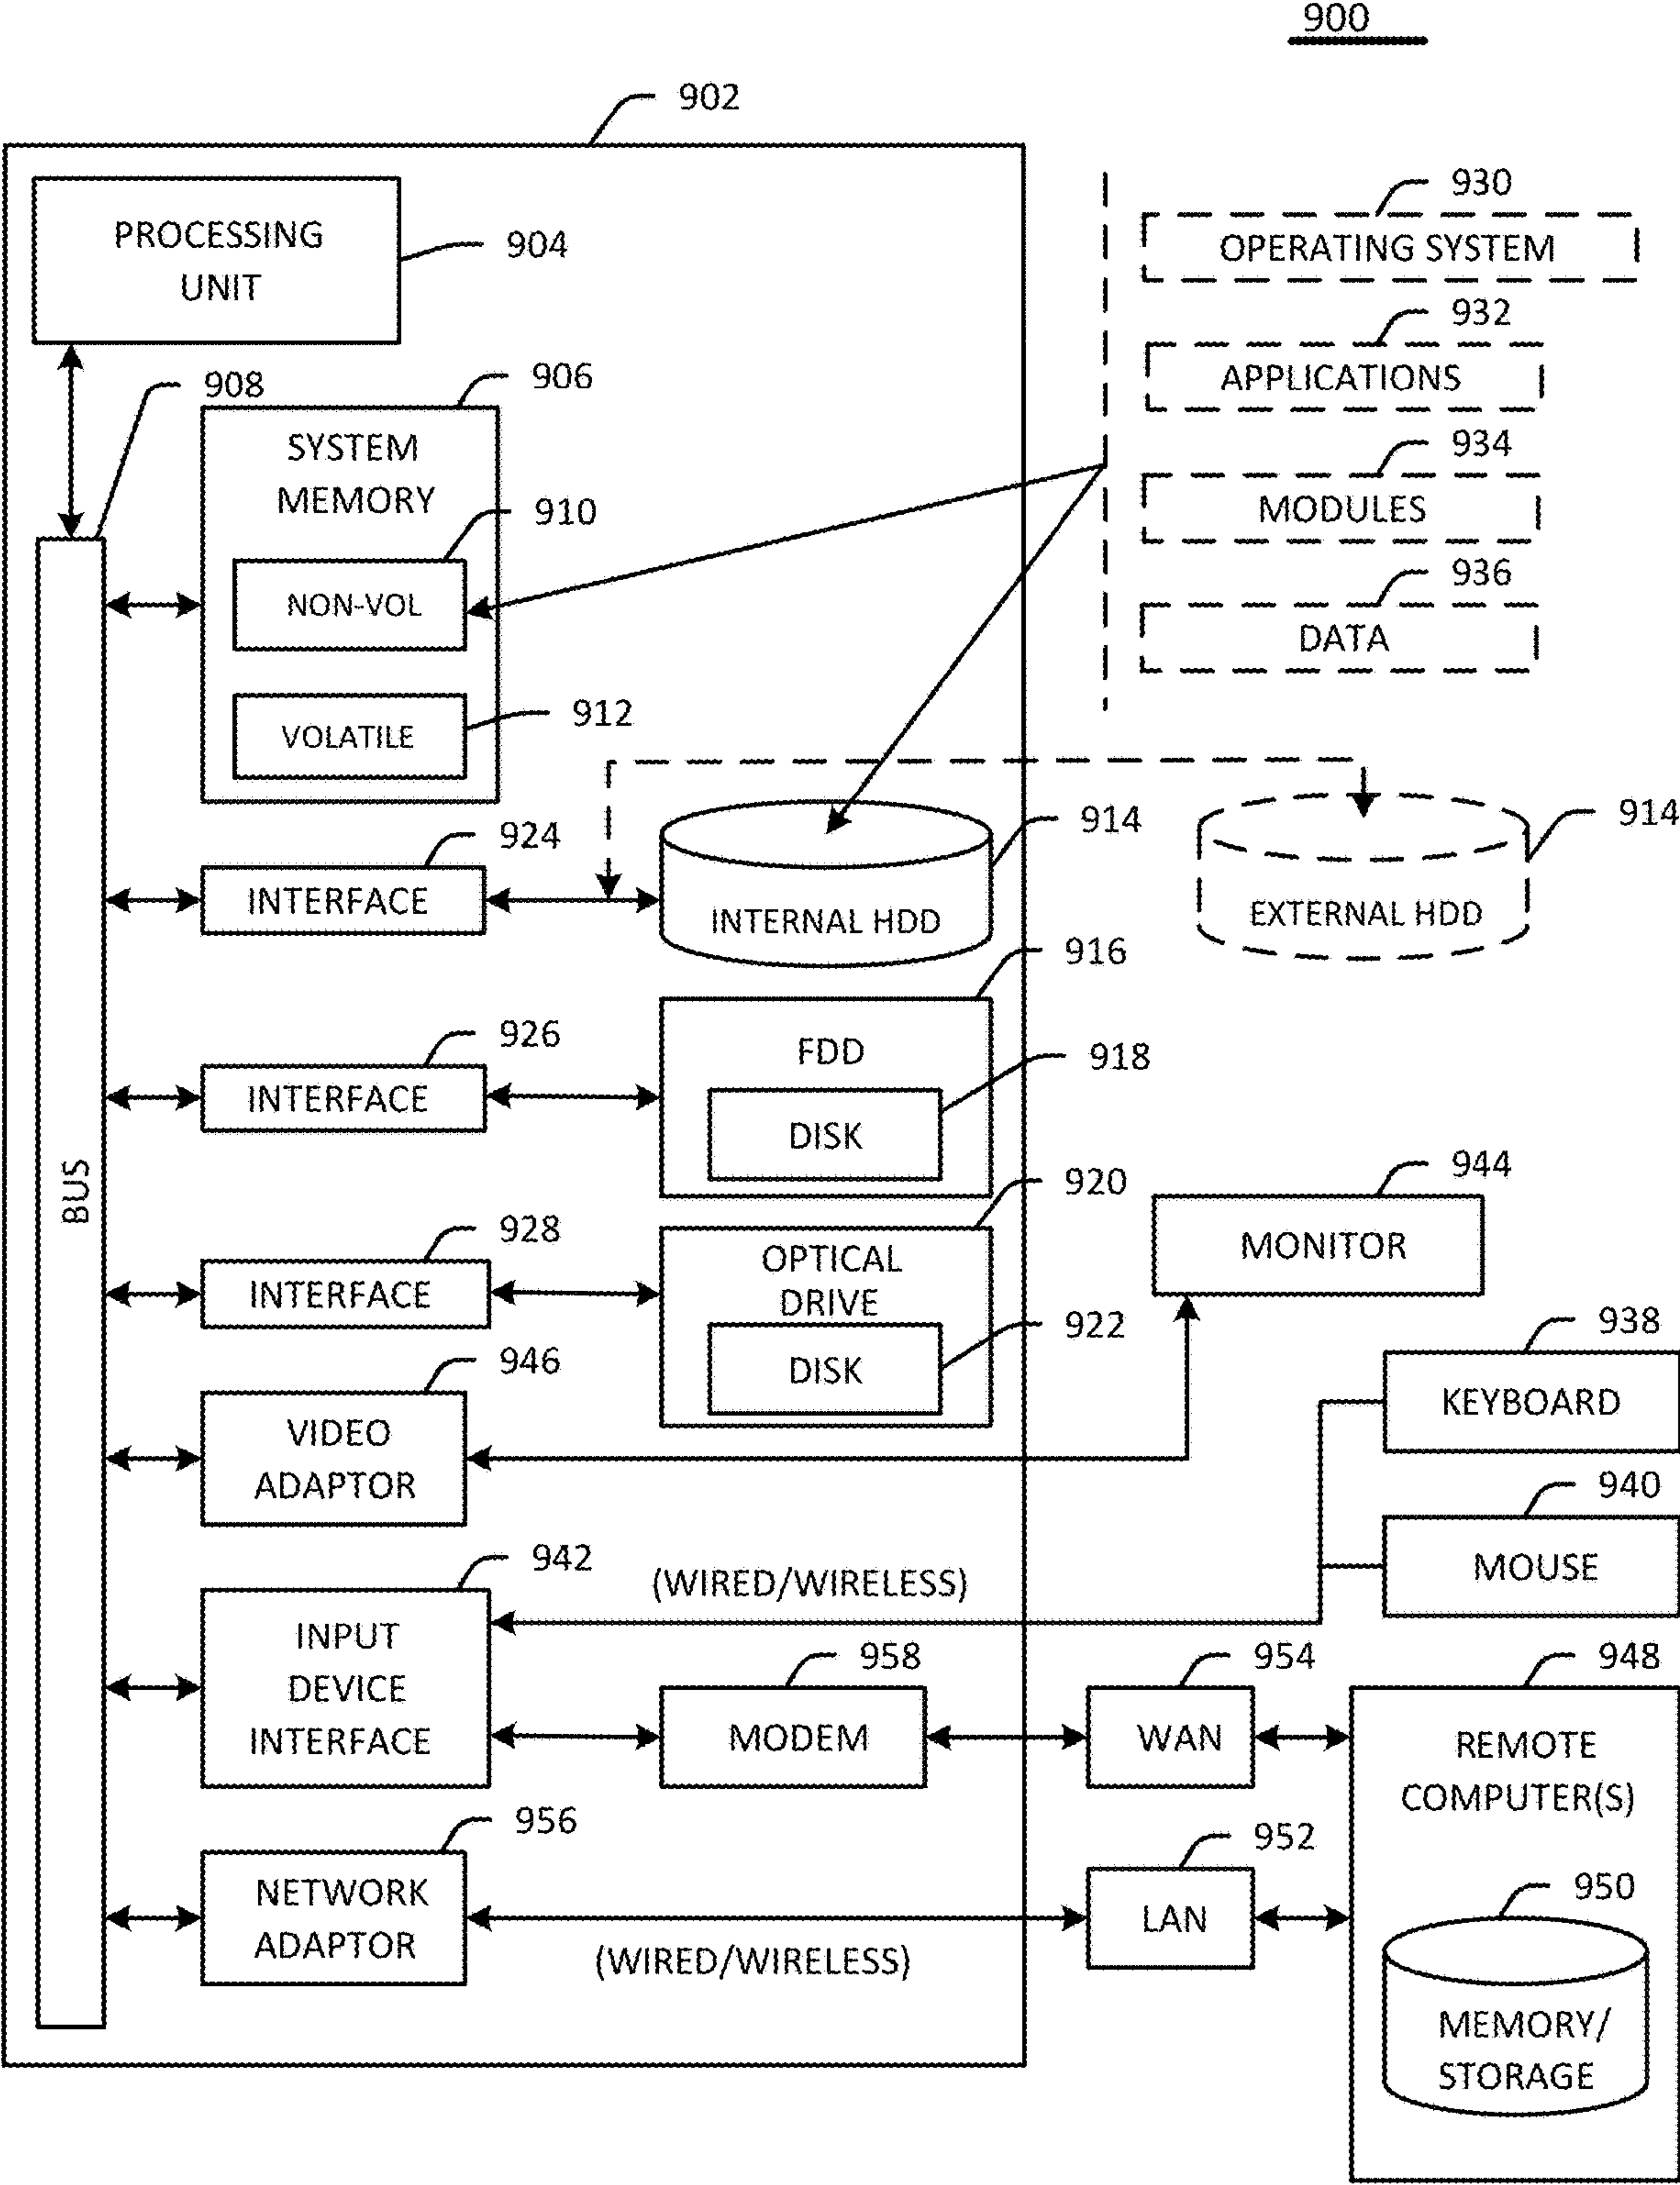 900
902
PROCESSING
UNIT
904
930
OPERATING SYSTEM
932
APPLICATIONS
934
MODULES
936
DATA
908
906
SYSTEM
MEMORY
910
NON-VOL
912
VOLATILE
924
INTERFACE
914
INTERNAL HDD
914
EXTERNAL HDD
916
FDD
926
INTERFACE
918
DISK
BUS
920
OPTICAL
DRIVE
928
INTERFACE
922
DISK
944
MONITOR
946
VIDEO
ADAPTOR
938
KEYBOARD
940
MOUSE
942
(WIRED/WIRELESS)
INPUT
DEVICE
INTERFACE
958
MODEM
954
WAN
948
REMOTE
COMPUTER(S)
956
NETWORK
ADAPTOR
(WIRED/WIRELESS)
952
LAN
950
MEMORY/
STORAGE